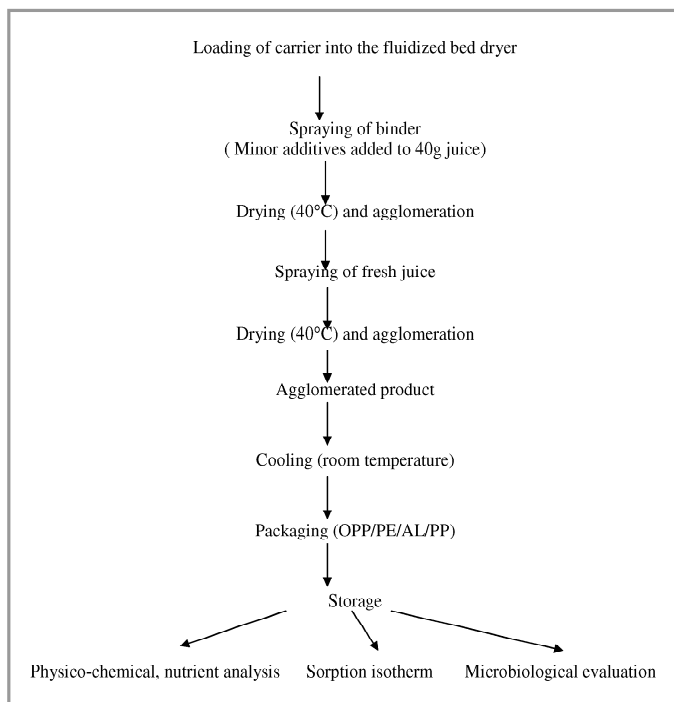 Loading of carrier into the fluidized bed dryer
Spraying of binder
( Minor additives added to 40g juice)
Drying (40°C) and agglomeration
Spraying of fresh juice
Drying (40°C) and agglomeration
Agglomerated product
Cooling (room temperature)
Packaging (OPP/PE/AL/PP)
Storage
Physico-chemical, nutrient analysis
Sorption isotherm
Microbiological evaluation